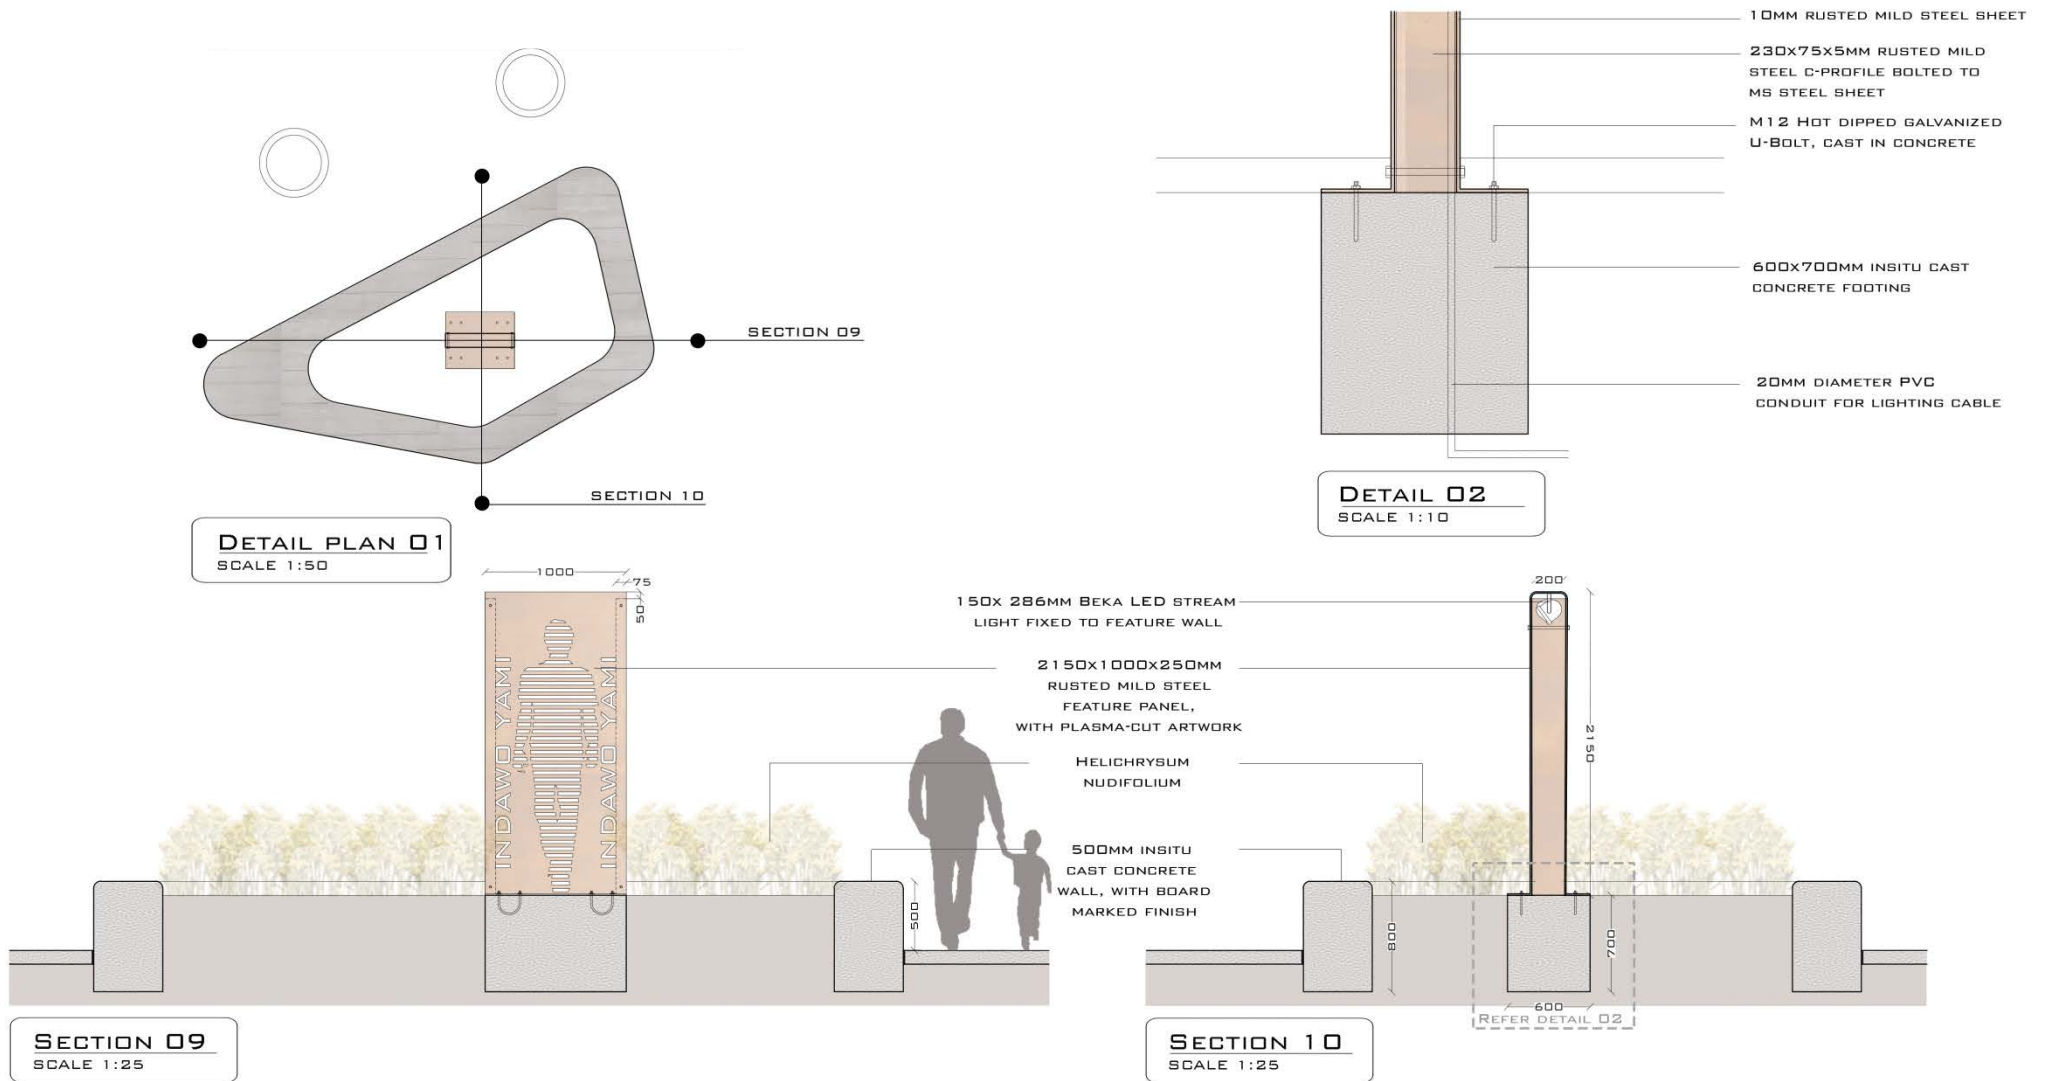 10MM RUSTED MILD STEEL SHEET
230X75X5MM RUSTED MILD
STEEL C-PROFILE BOLTED TO
MS STEEL SHEET
M12 HOT DIPPED GALVANIZED
U-BOLT, CAST IN CONCRETE
600X700MM INSITU CAST
CONCRETE FOOTING
20MM DIAMETER PVC
CONDUIT FOR LIGHTING CABLE
DETAIL 02
SCALE 1:10
SECTION 09
SECTION 10
DETAIL PLAN 01
SCALE 1:50
1000
75
50
INDAWO YAMI
INDAWO YAMI
150X 286MM BEKA LED STREAM
LIGHT FIXED TO FEATURE WALL
2150X1000X250MM
RUSTED MILD STEEL
FEATURE PANEL,
WITH PLASMA-CUT ARTWORK
HELICHRYSUM
NUDIFOLIUM
500MM INSITU
CAST CONCRETE
WALL, WITH BOARD
MARKED FINISH
500
SECTION 09
SCALE 1:25
200
2150
800
700
600
REFER DETAIL 02
SECTION 10
SCALE 1:25